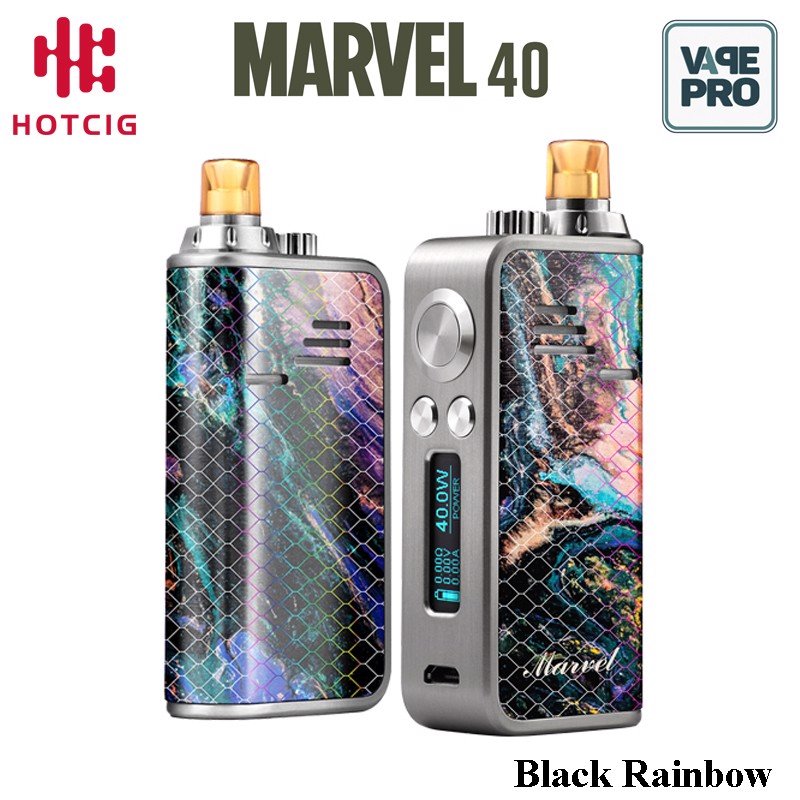 HOTCIG
MARVEL 40
VAPE
PRO
40.0W
POWER
0.00Ω
0.00V
0.00A
Marvel
Black Rainbow